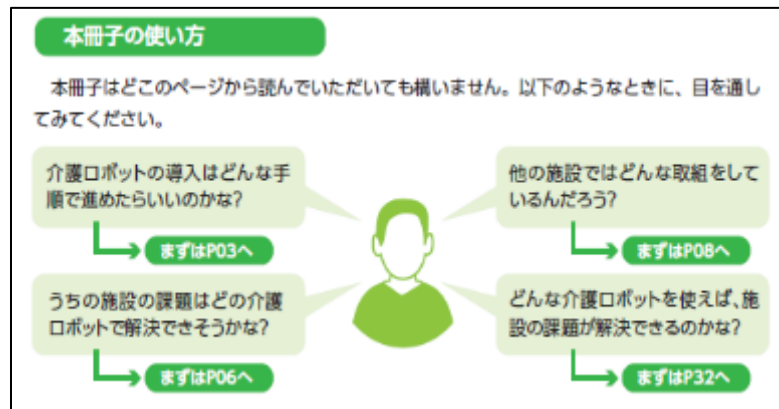 本冊子の使い方
本冊子はどこのページから読んでいただいても構いません。以下のようなときに、目を通し
てみてください。
介護ロボットの導入はどんな手
順で進めたらいいのかな?
まずはP03へ
他の施設ではどんな取組をして
いるんだろう?
まずはP08へ
うちの施設の課題はどの介護
ロボットで解決できそうかな?
まずはP06へ
どんな介護ロボットを使えば、施
設の課題が解決できるのかな?
まずはP32へ